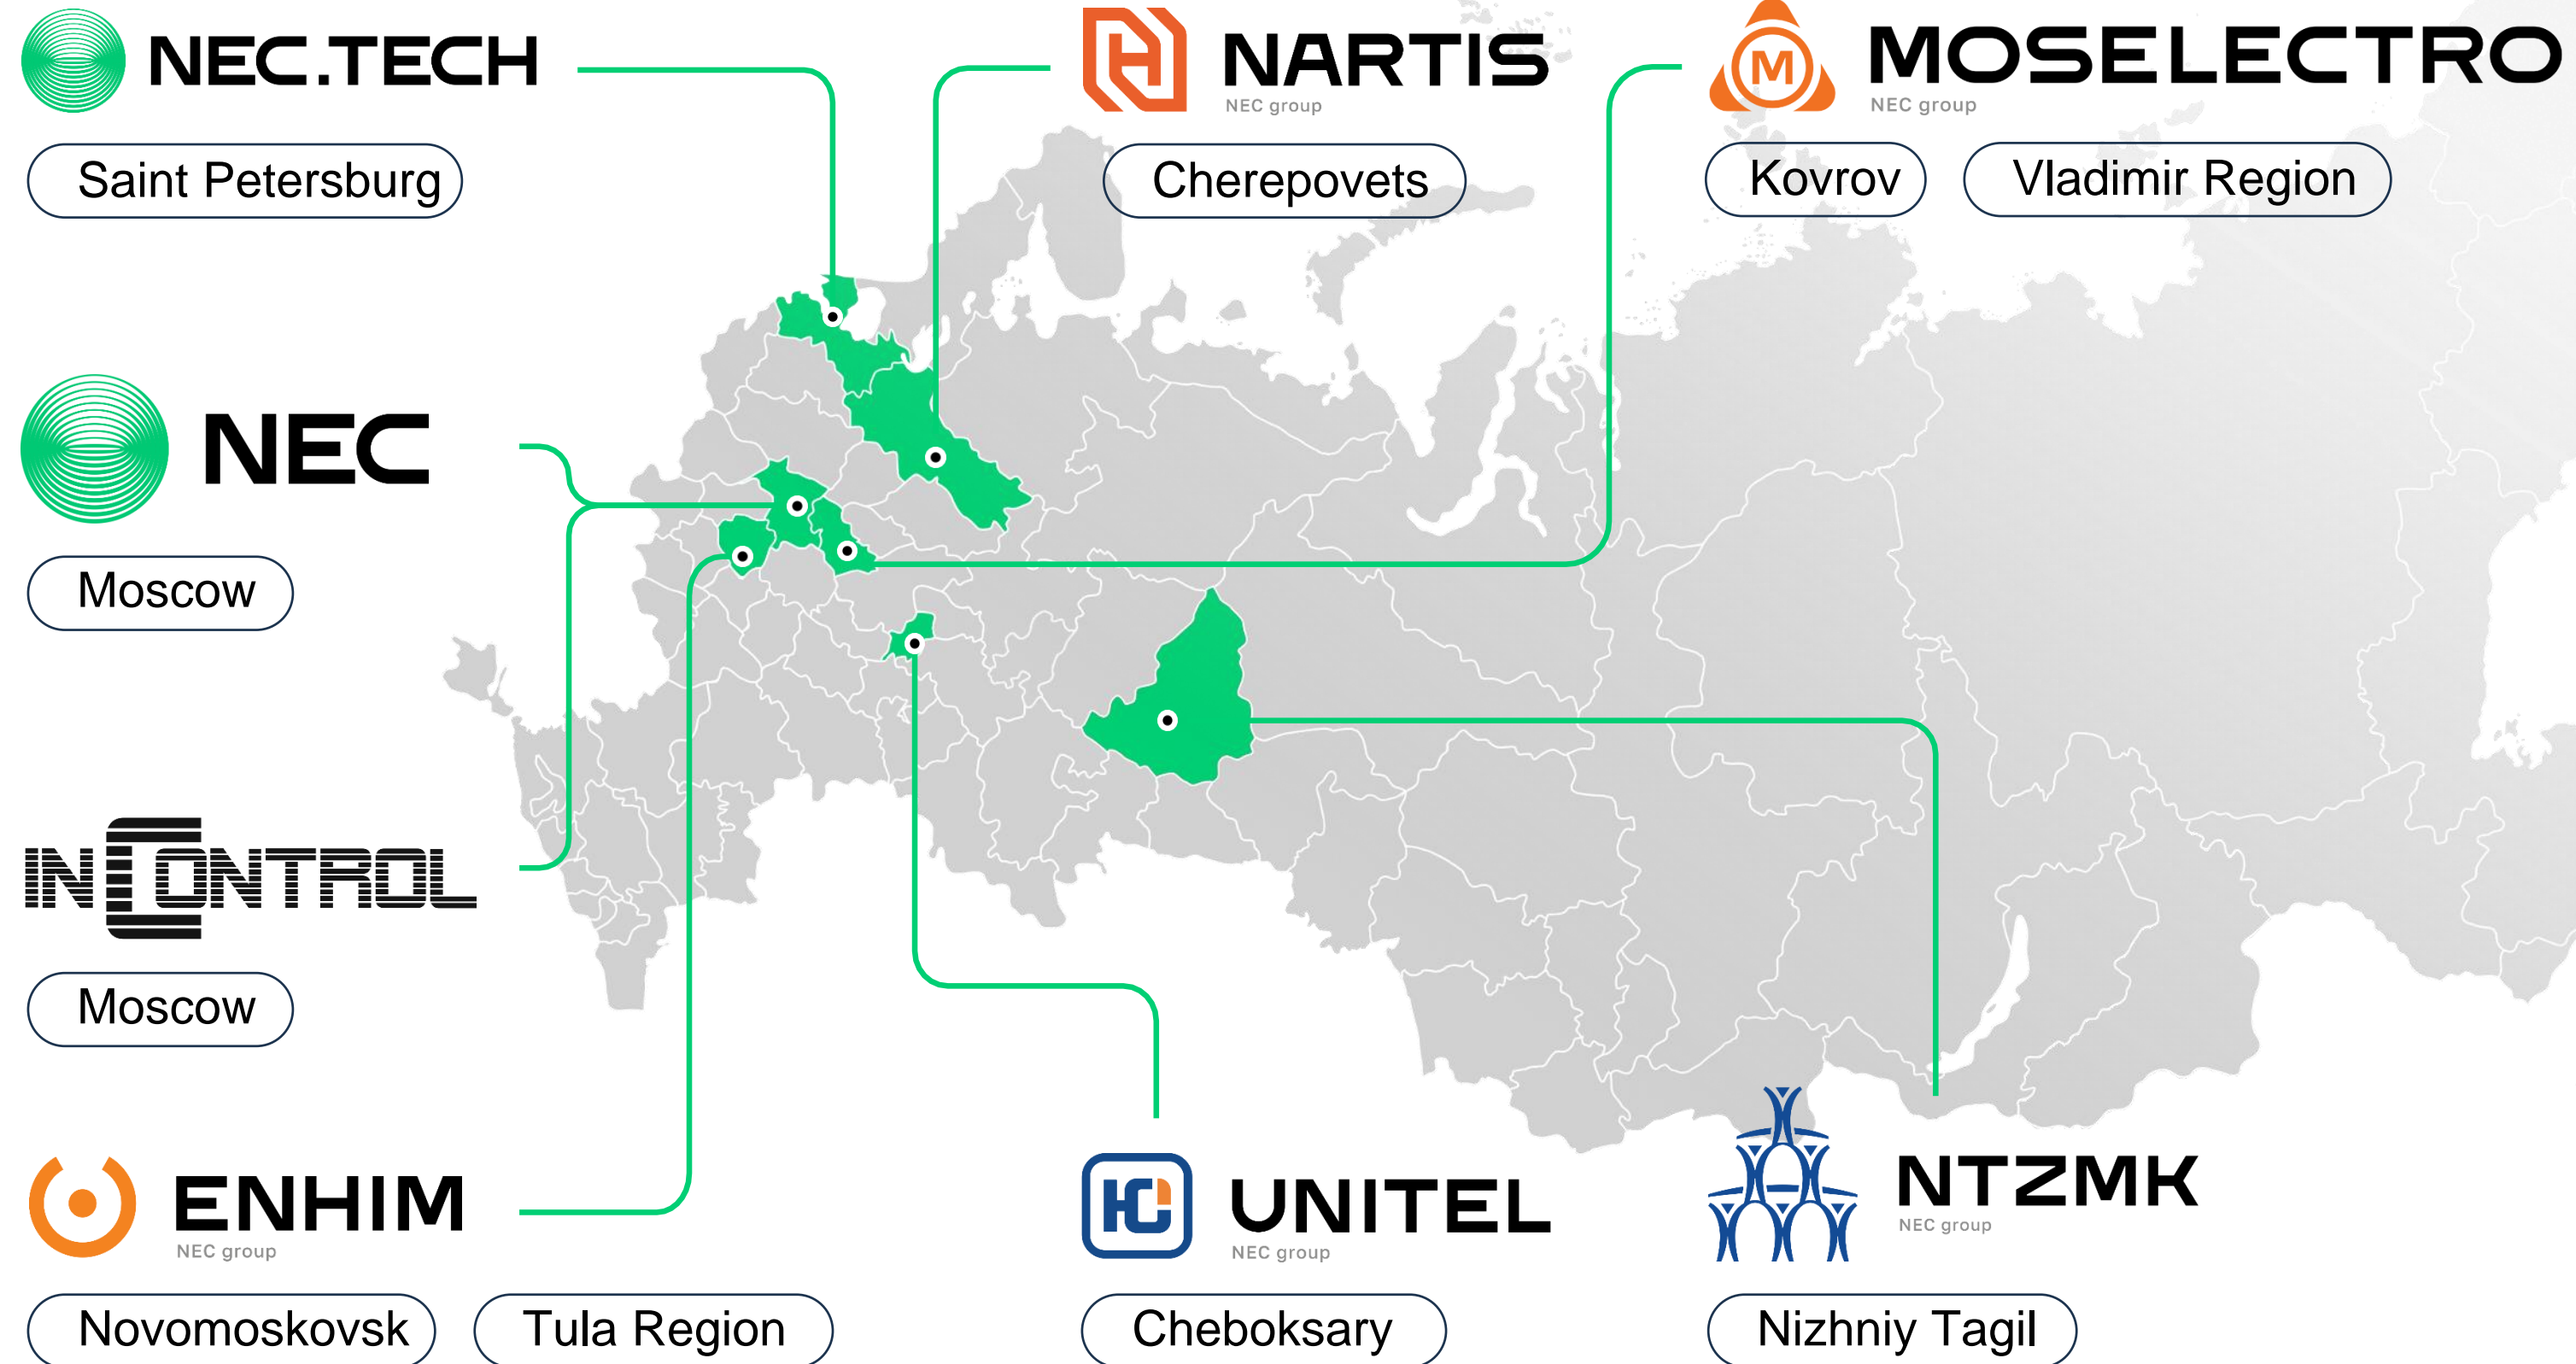 NEC.TECH
Saint Petersburg
NARTIS
NEC group
Cherepovets
M
MOSELECTRO
NEC group
Kovrov
Vladimir Region
NEC
Moscow
INCONTROL
Moscow
ENHIM
NEC group
Novomoskovsk
Tula Region
UNITEL
NEC group
Cheboksary
NTZMK
NEC group
Nizhniy Tagil